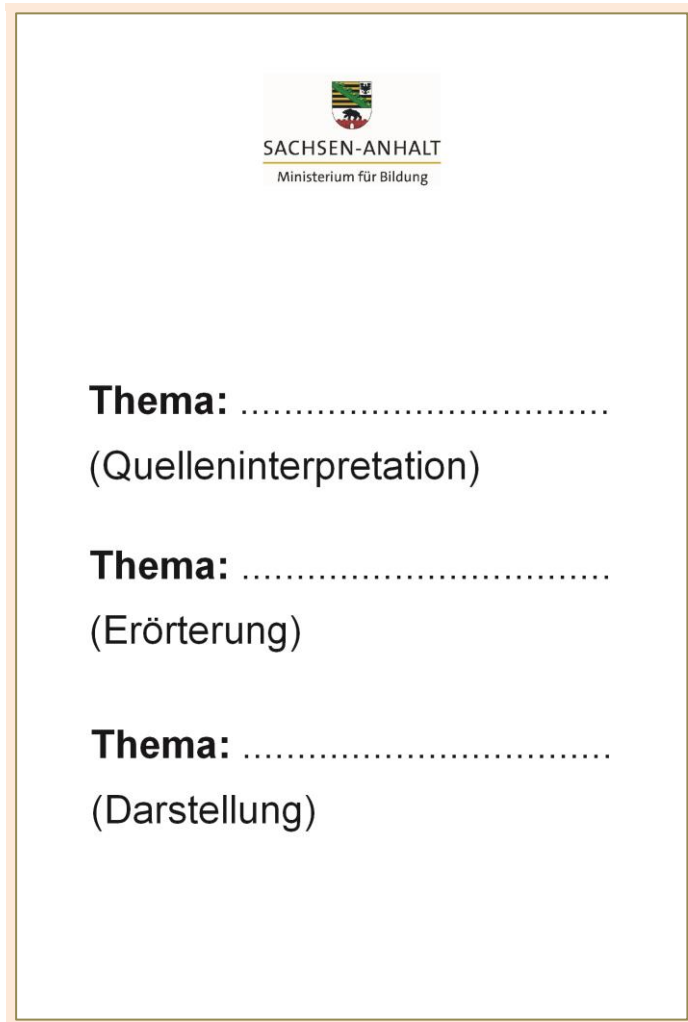 SACHSEN-ANHALT
Ministerium für Bildung
Thema: ..................................
(Quelleninterpretation)
Thema: ..................................
(Erörterung)
Thema: ..................................
(Darstellung)